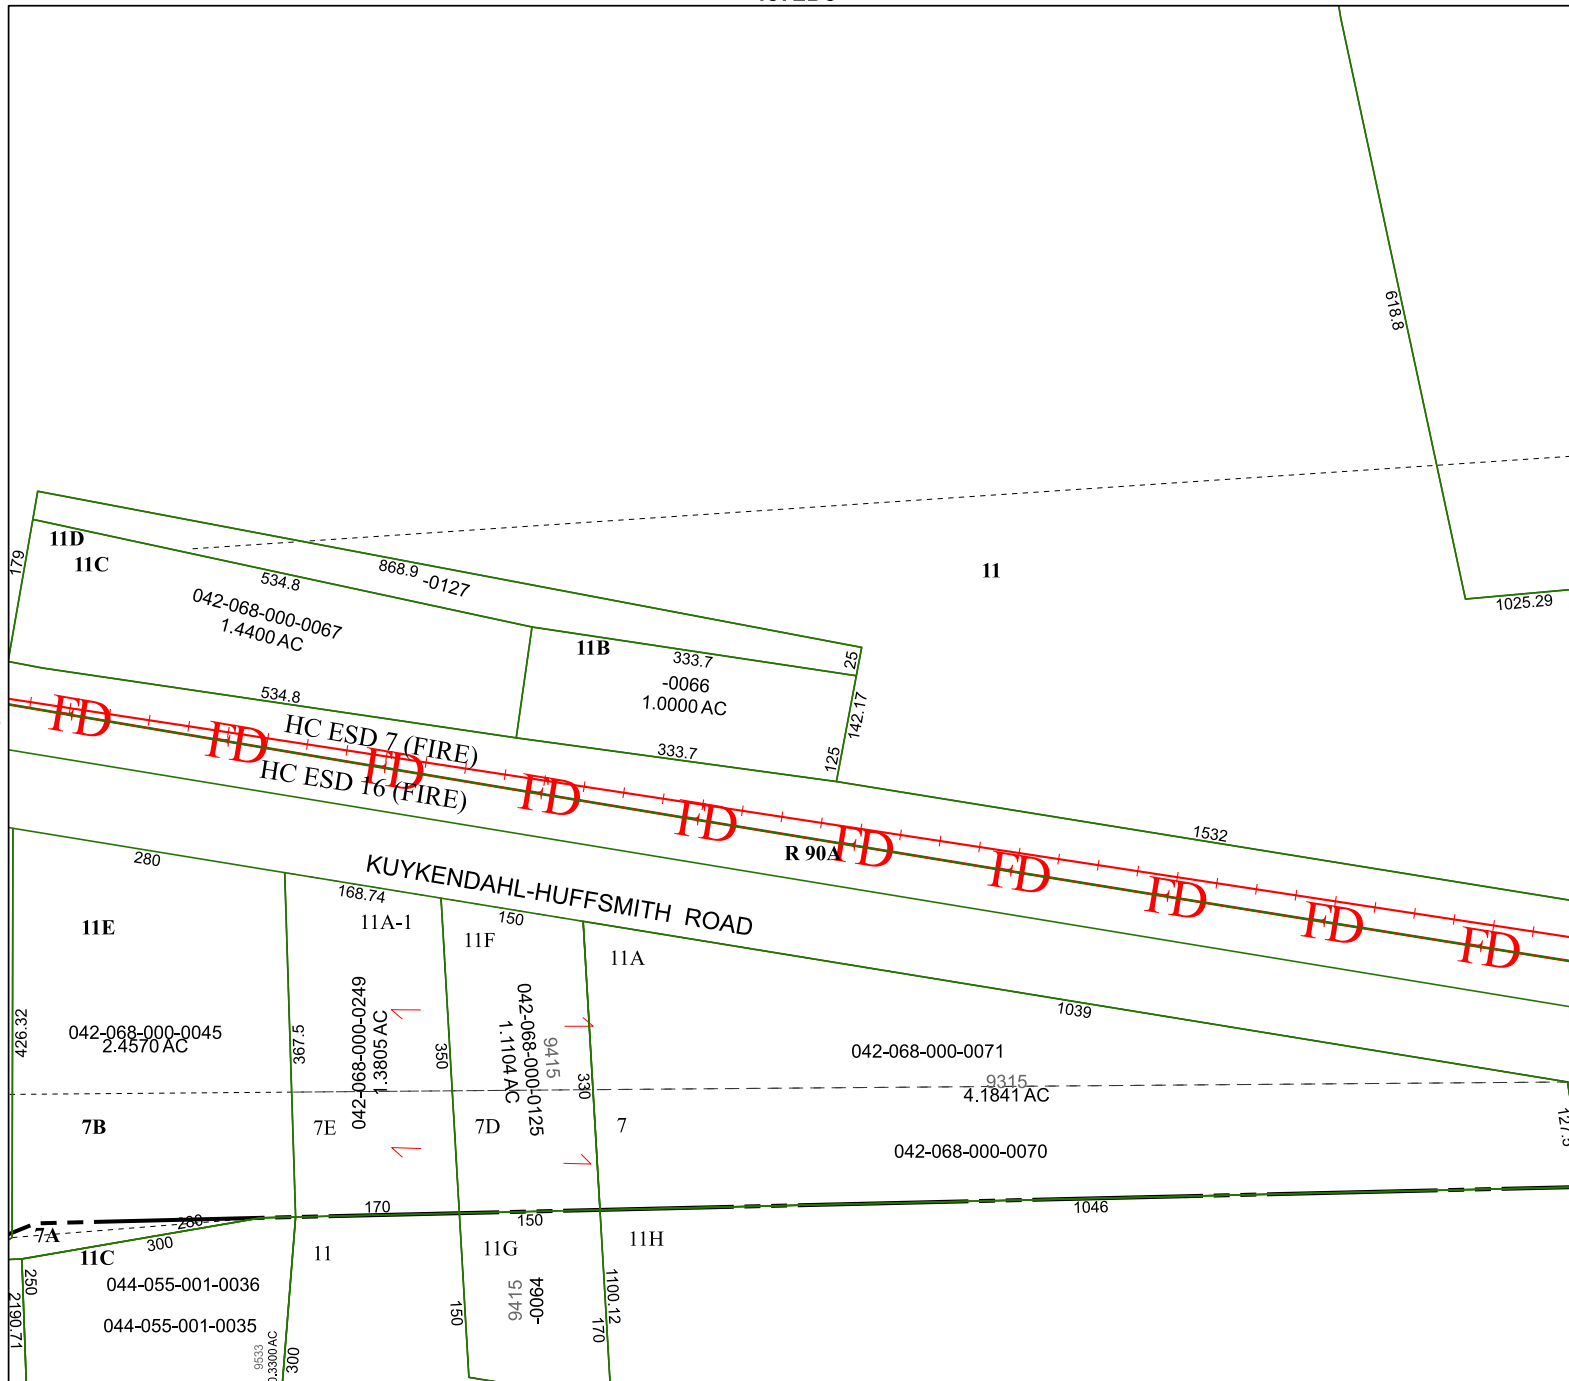 618.8
1025.29
11D
11C
179
534.8
868.9
-0127
11
042-068-000-0067
1.4400 AC
11B
333.7
25
-0066
1.0000 AC
142.17
125
534.8
333.7
HC ESD 7 (FIRE)
HC ESD 16 (FIRE)
FD
FD
FD
FD
FD
FD
FD
FD
FD
FD
R 90A
1532
280
KUYKENDAHL-HUFFSMITH ROAD
168.74
150
11E
11A-1
11F
11A
1039
426.32
042-068-000-0045
2.4570 AC
367.5
042-068-000-0249
1.3805 AC
350
042-068-000-0125
1.1104 AC
9415
330
042-068-000-0071
9315
4.1841 AC
127.5
7B
7E
7D
7
042-068-000-0070
280
170
150
1046
7A
11C
300
11
11G
11H
250
2190.71
044-055-001-0036
044-055-001-0035
9533
0.3300 AC
300
150
9415
-0064
1100.12
170